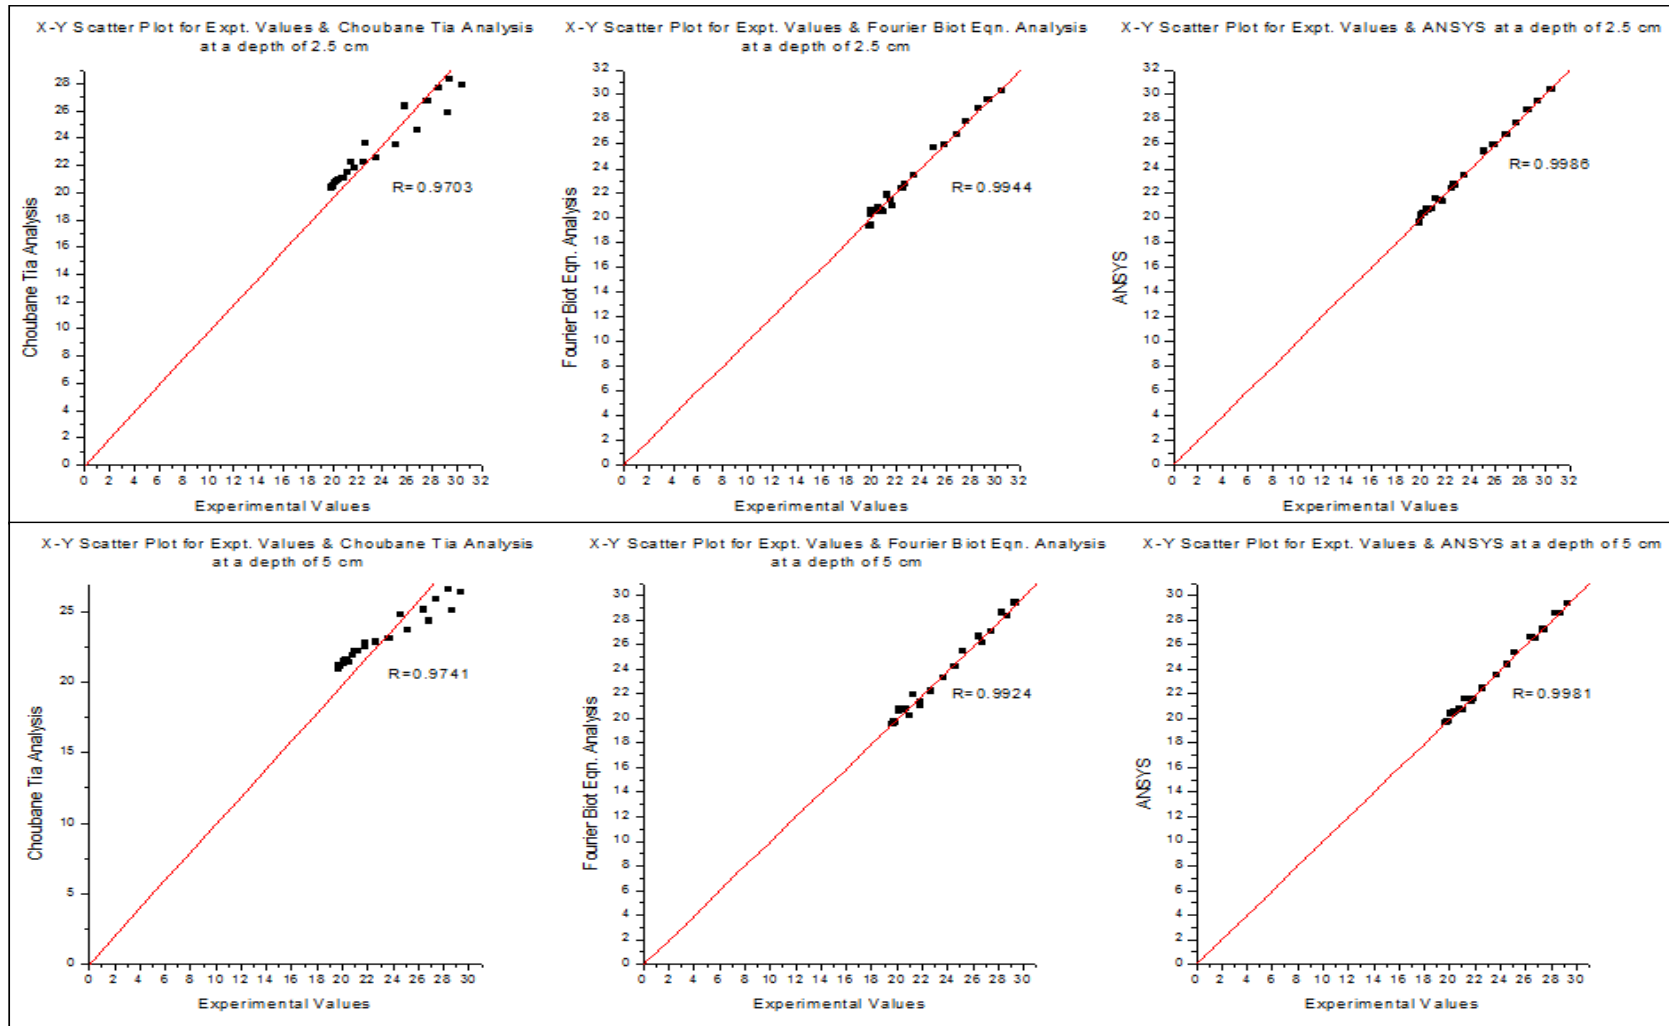 X-Y Scatter Plot for Expt. Values & Choubane Tia Analysis
at a depth of 2.5 cm
28
26
24
22
20
18
16
14
12
10
8
6
4
2
0
Choubane Tia Analysis
R=0.9703
0 2 4 6 8 10 12 14 16 18 20 22 24 26 28 30 32
Experimental Values
X-Y Scatter Plot for Expt. Values & Fourier Biot Eqn. Analysis
at a depth of 2.5 cm
32
30
28
26
24
22
20
18
16
14
12
10
8
6
4
2
0
Fourier Biot Eqn. Analysis
R=0.9944
0 2 4 6 8 10 12 14 16 18 20 22 24 26 28 30 32
Experimental Values
X-Y Scatter Plot for Expt. Values & ANSYS at a depth of 2.5 cm
32
30
28
26
24
22
20
18
16
14
12
10
8
6
4
2
0
ANSYS
R=0.9986
0 2 4 6 8 10 12 14 16 18 20 22 24 26 28 30 32
Experimental Values
X-Y Scatter Plot for Expt. Values & Choubane Tia Analysis
at a depth of 5 cm
25
20
15
10
5
0
Choubane Tia Analysis
R=0.9741
0 2 4 6 8 10 12 14 16 18 20 22 24 26 28 30
Experimental Values
X-Y Scatter Plot for Expt. Values & Fourier Biot Eqn. Analysis
at a depth of 5 cm
30
28
26
24
22
20
18
16
14
12
10
8
6
4
2
0
Fourier Biot Eqn. Analysis
R=0.9924
0 2 4 6 8 10 12 14 16 18 20 22 24 26 28 30
Experimental Values
X-Y Scatter Plot for Expt. Values & ANSYS at a depth of 5 cm
30
28
26
24
22
20
18
16
14
12
10
8
6
4
2
0
ANSYS
R=0.9981
0 2 4 6 8 10 12 14 16 18 20 22 24 26 28 30
Experimental Values